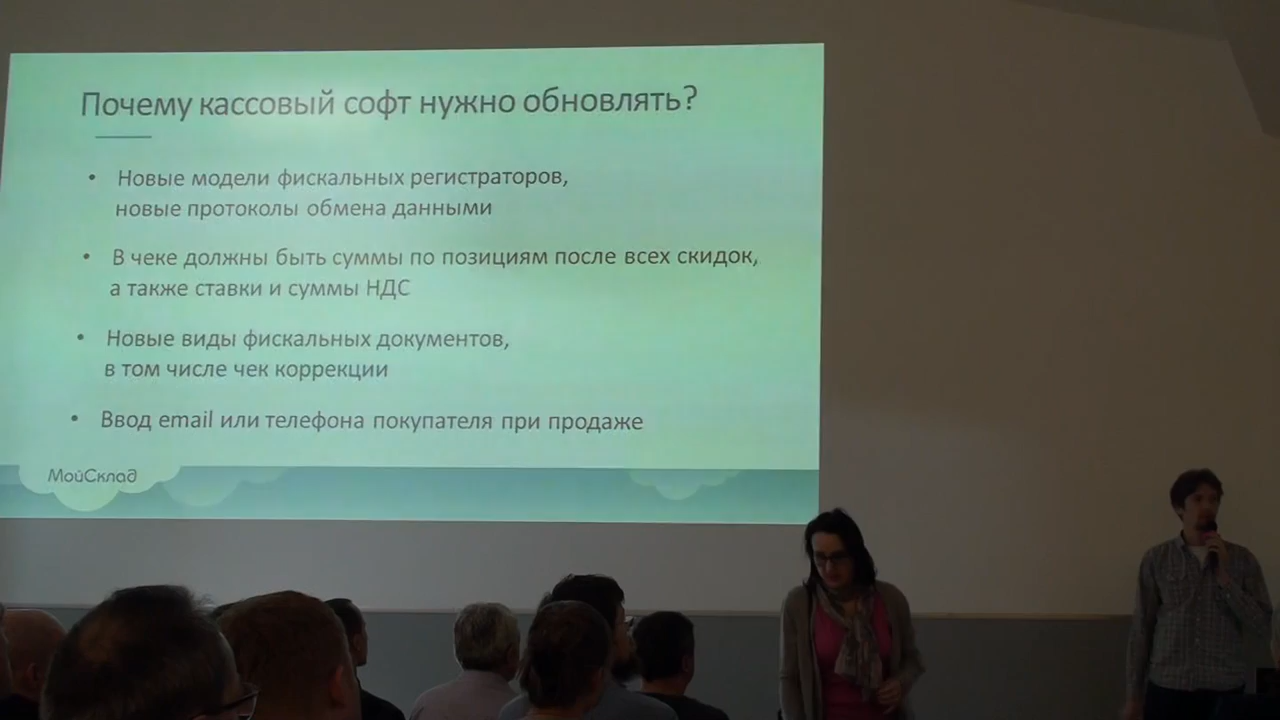 Почему кассовый софт нужно обновлять?
• Новые модели фискальных регистраторов,
новые протоколы обмена данными
• В чеке должны быть суммы по позициям после всех скидок,
а также ставки и суммы НДС
• Новые виды фискальных документов,
в том числе чек коррекции
• Ввод email или телефона покупателя при продаже
МойСклад